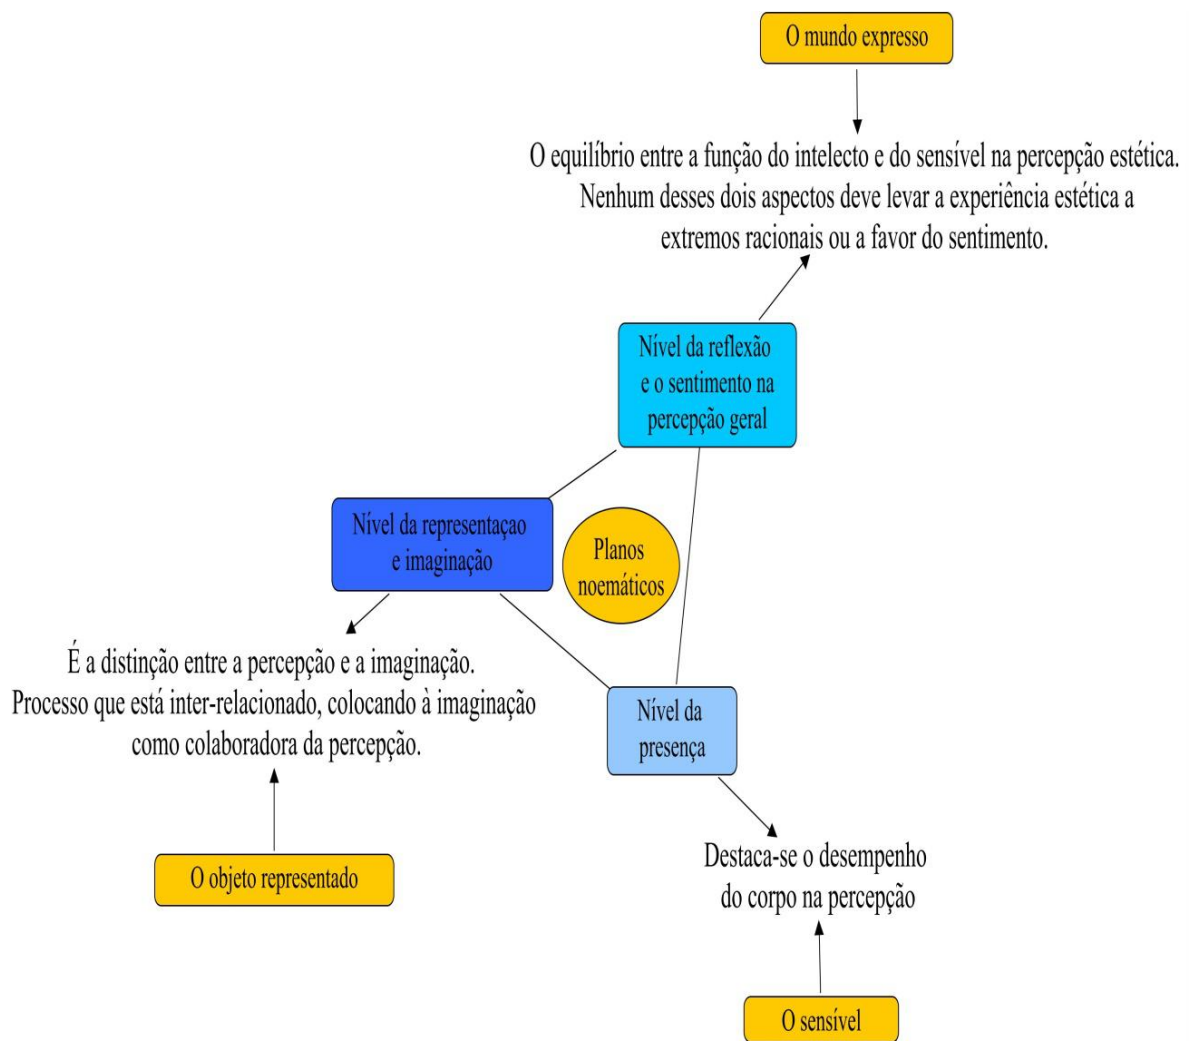 O mundo expresso
O equilíbrio entre a função do intelecto e do sensível na percepção estética.
Nenhum desses dois aspectos deve levar a experiência estética a
extremos racionais ou a favor do sentimento.
Nível da reflexão
e o sentimento na
percepção geral
Nível da representaçao
e imaginação
Planos
noemáticos
É a distinção entre a percepção e a imaginação.
Processo que está inter-relacionado, colocando à imaginação
como colaboradora da percepção.
Nível da
presença
O objeto representado
Destaca-se o desempenho
do corpo na percepção
O sensível